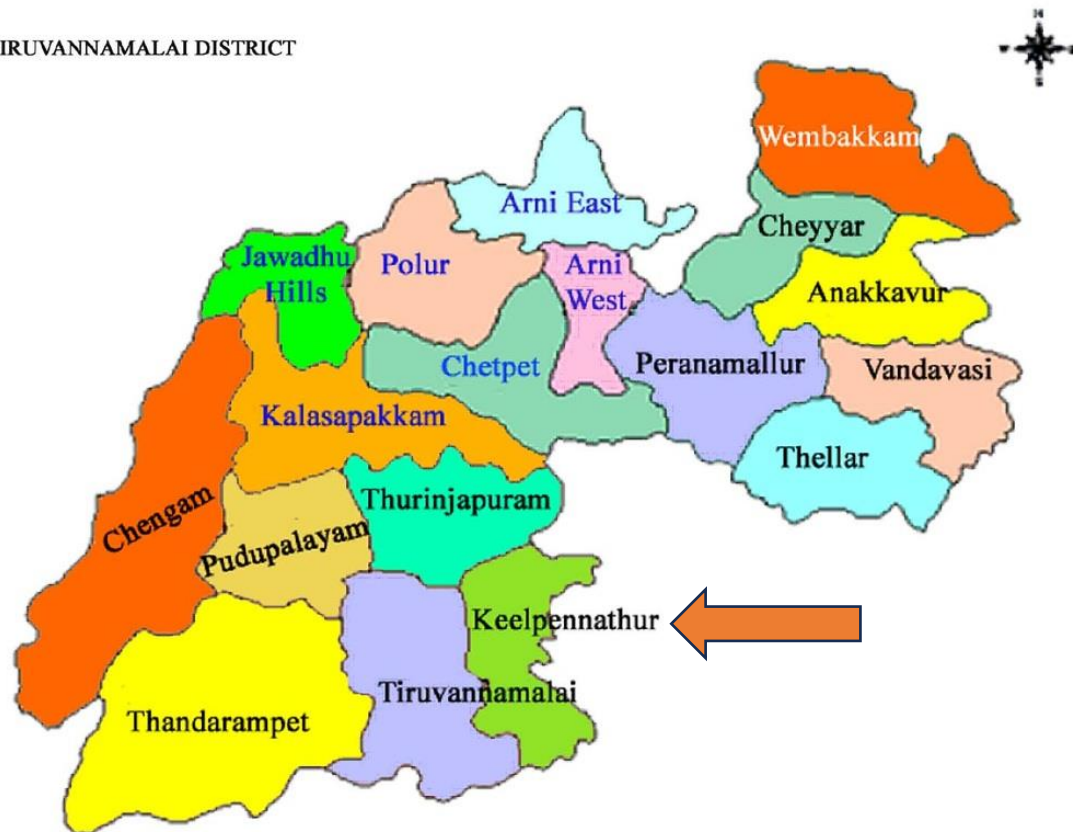 IRUVANNAMALAI DISTRICT
N
Wembakkam
Arni East
Cheyyar
Jawadhu
Hills
Polur
Arni
West
Anakkavur
Chetpet
Peranamallur
Vandavasi
Kalasapakkam
Thellar
Chengam
Thurinjapuram
Pudupalayam
Keelpennathur
Tiruvannamalai
Thandarampet